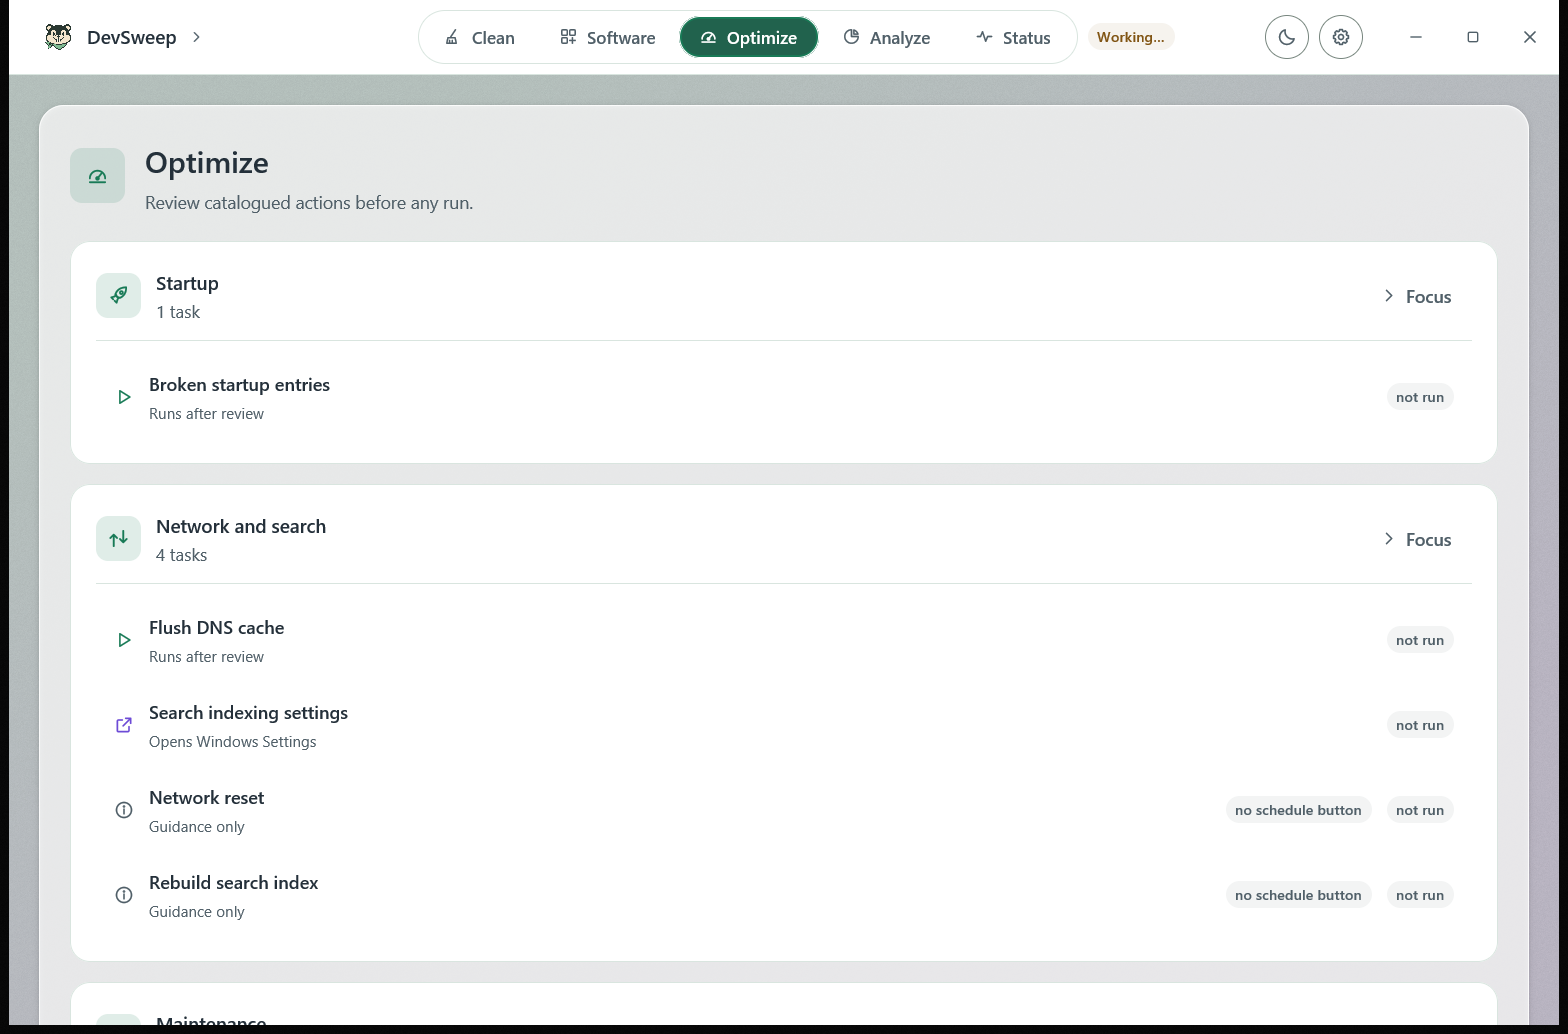 DevSweep
Clean
Software
Optimize
Analyze
Status
Working...
Optimize
Review catalogued actions before any run.
Startup
1 task
Focus
Broken startup entries
Runs after review
not run
Network and search
4 tasks
Focus
Flush DNS cache
Runs after review
not run
Search indexing settings
Opens Windows Settings
not run
Network reset
Guidance only
no schedule button
not run
Rebuild search index
Guidance only
no schedule button
not run
Maintenance